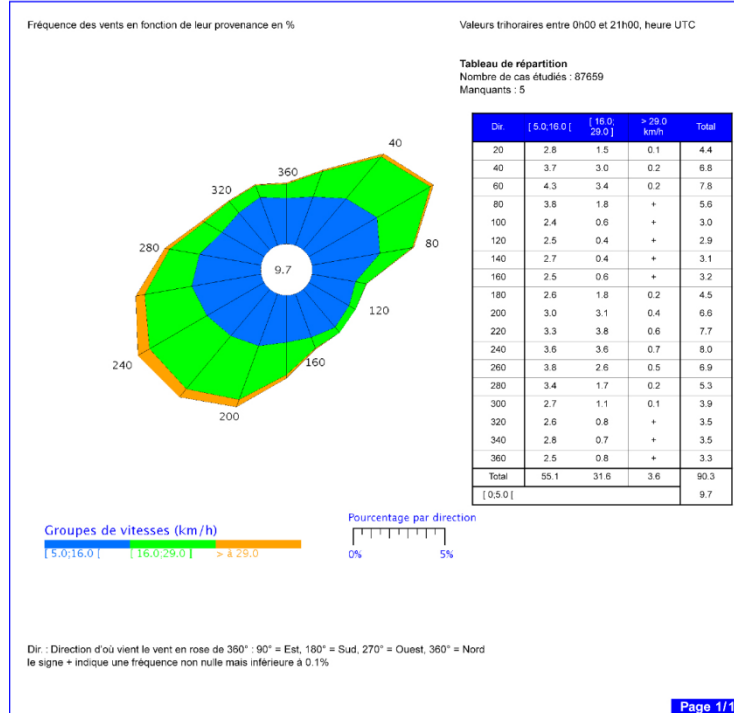 Fréquence des vents en fonction de leur provenance en %
Valeurs trihoraires entre 0h00 et 21h00, heure UTC
Tableau de répartition
Nombre de cas étudiés : 87659
Manquants : 5
40
360
320
280
80
9.7
120
240
160
200
Dir. [ 5.0;16.0 [ [ 16.0; 29.0 ] > 29.0 km/h Total
20 2.8 1.5 0.1 4.4
40 3.7 3.0 0.2 6.8
60 4.3 3.4 0.2 7.8
80 3.8 1.8 + 5.6
100 2.4 0.6 + 3.0
120 2.5 0.4 + 2.9
140 2.7 0.4 + 3.1
160 2.5 0.6 + 3.2
180 2.6 1.8 0.2 4.5
200 3.0 3.1 0.4 6.6
220 3.3 3.8 0.6 7.7
240 3.6 3.6 0.7 8.0
260 3.8 2.6 0.5 6.9
280 3.4 1.7 0.2 5.3
300 2.7 1.1 0.1 3.9
320 2.6 0.8 + 3.5
340 2.8 0.7 + 3.5
360 2.5 0.8 + 3.3
Total 55.1 31.6 3.6 90.3
[ 0;5.0 [ 9.7
Groupes de vitesses (km/h)
[ 5.0;16.0 [ [ 16.0;29.0 ] > à 29.0
Pourcentage par direction
0% 5%
Dir. : Direction d'où vient le vent en rose de 360° : 90° = Est, 180° = Sud, 270° = Ouest, 360° = Nord
le signe + indique une fréquence non nulle mais inférieure à 0.1%
Page 1/1